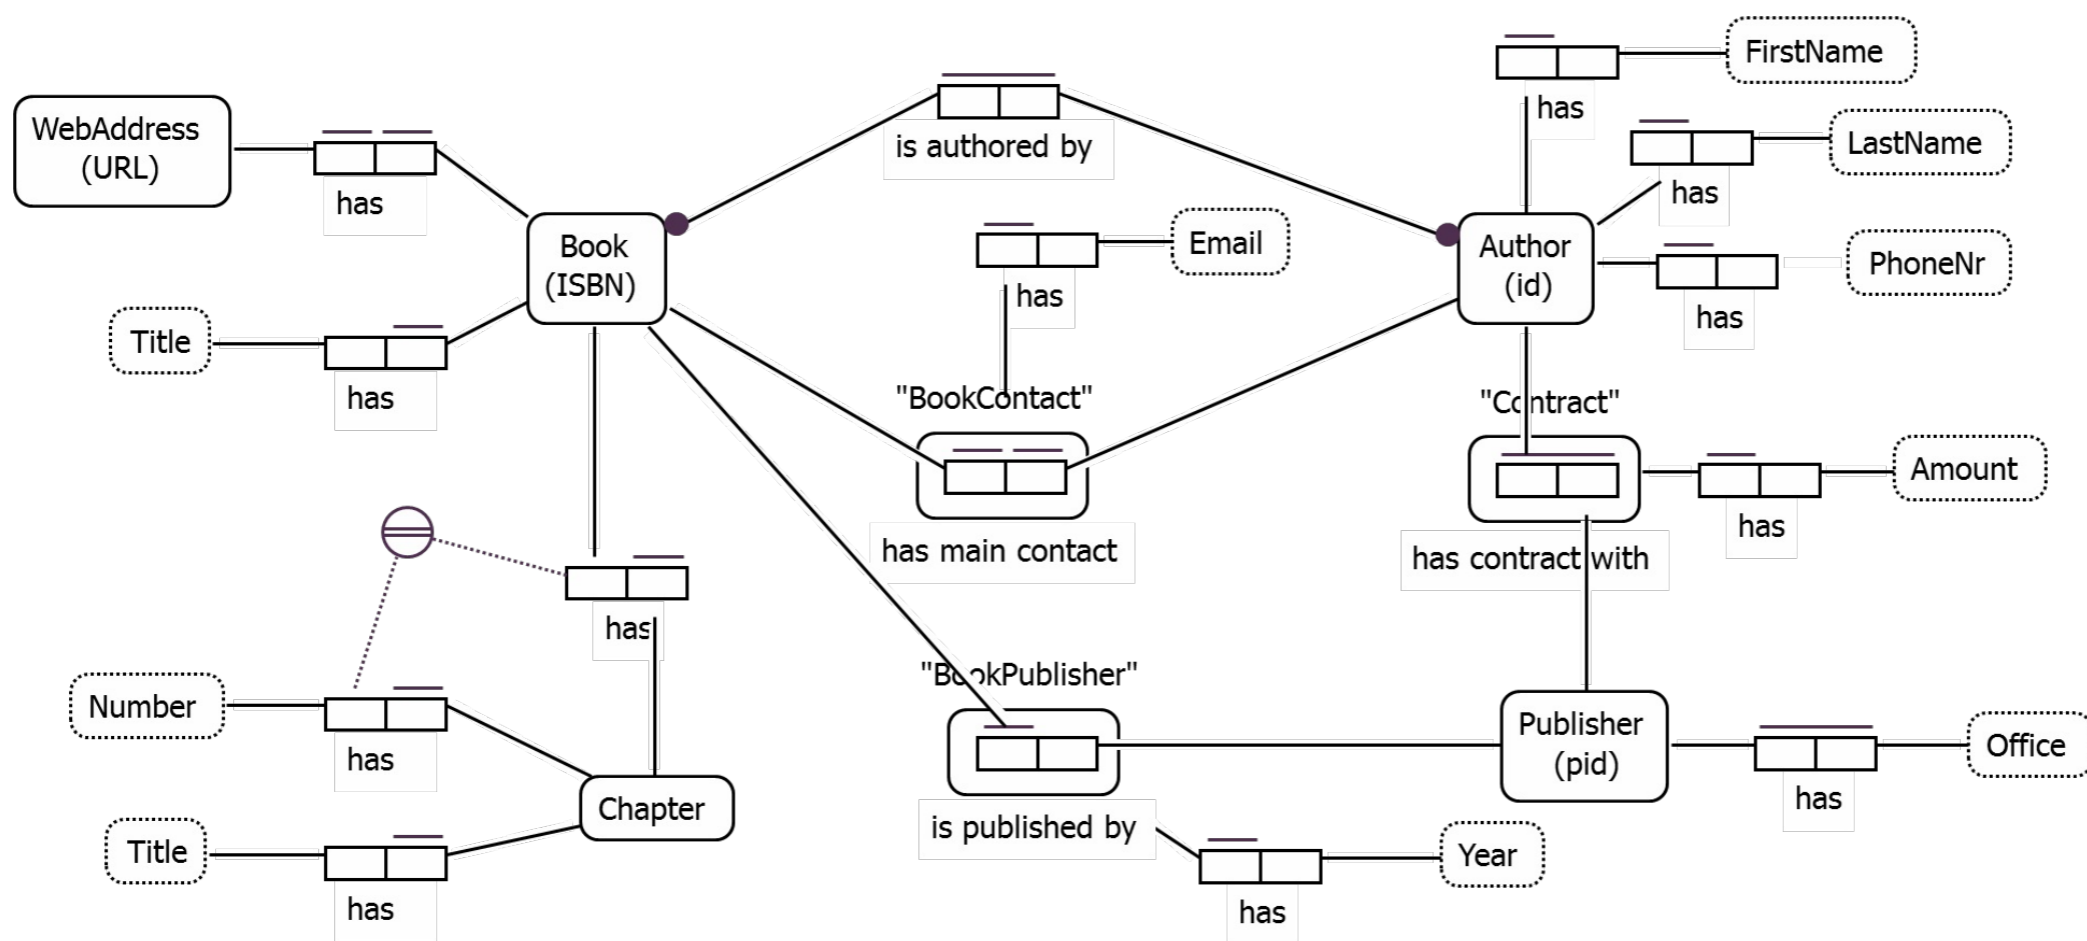 FirstName
has
WebAddress
(URL)
has
is authored by
LastName
has
Book
(ISBN)
Email
has
Author
(id)
PhoneNr
has
Title
has
"BookContact"
has main contact
"Contract"
has contract with
Amount
has
has
Number
has
Chapter
Title
has
"BookPublisher"
is published by
Publisher
(pid)
Office
has
Year
has